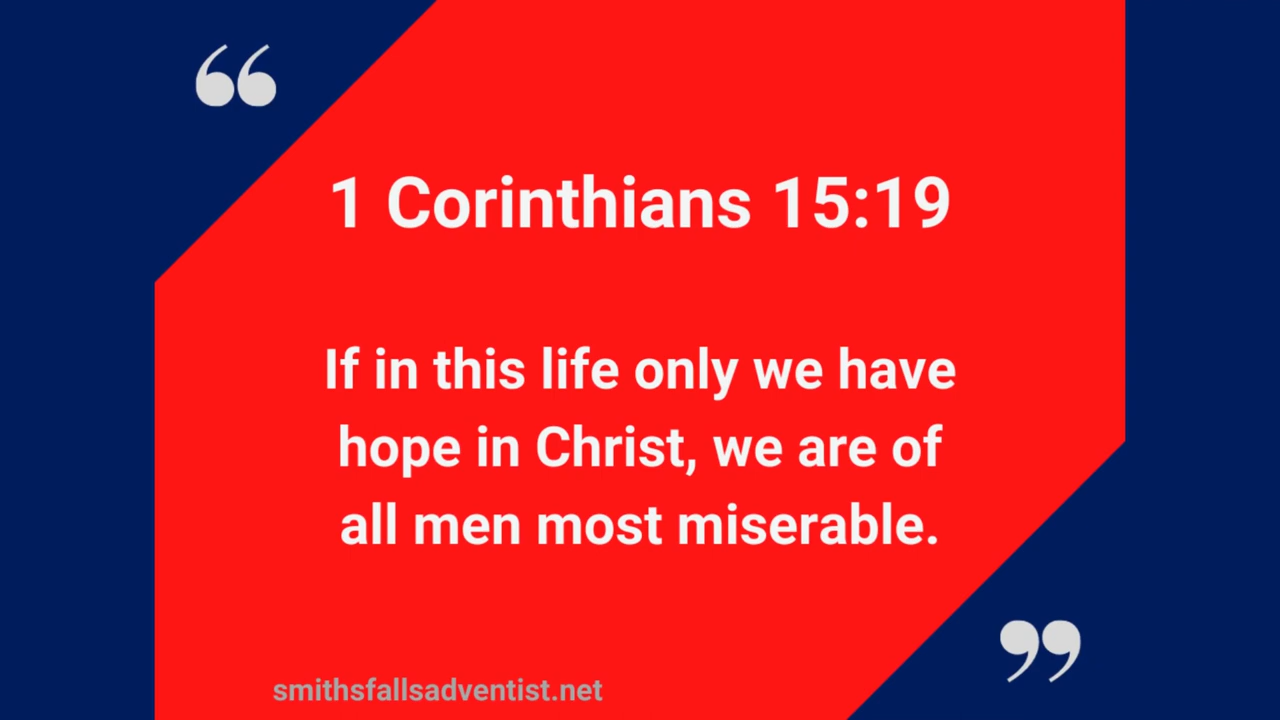 “
1 Corinthians 15:19
If in this life only we have
hope in Christ, we are of
all men most miserable.
”
smithsfallsadventist.net